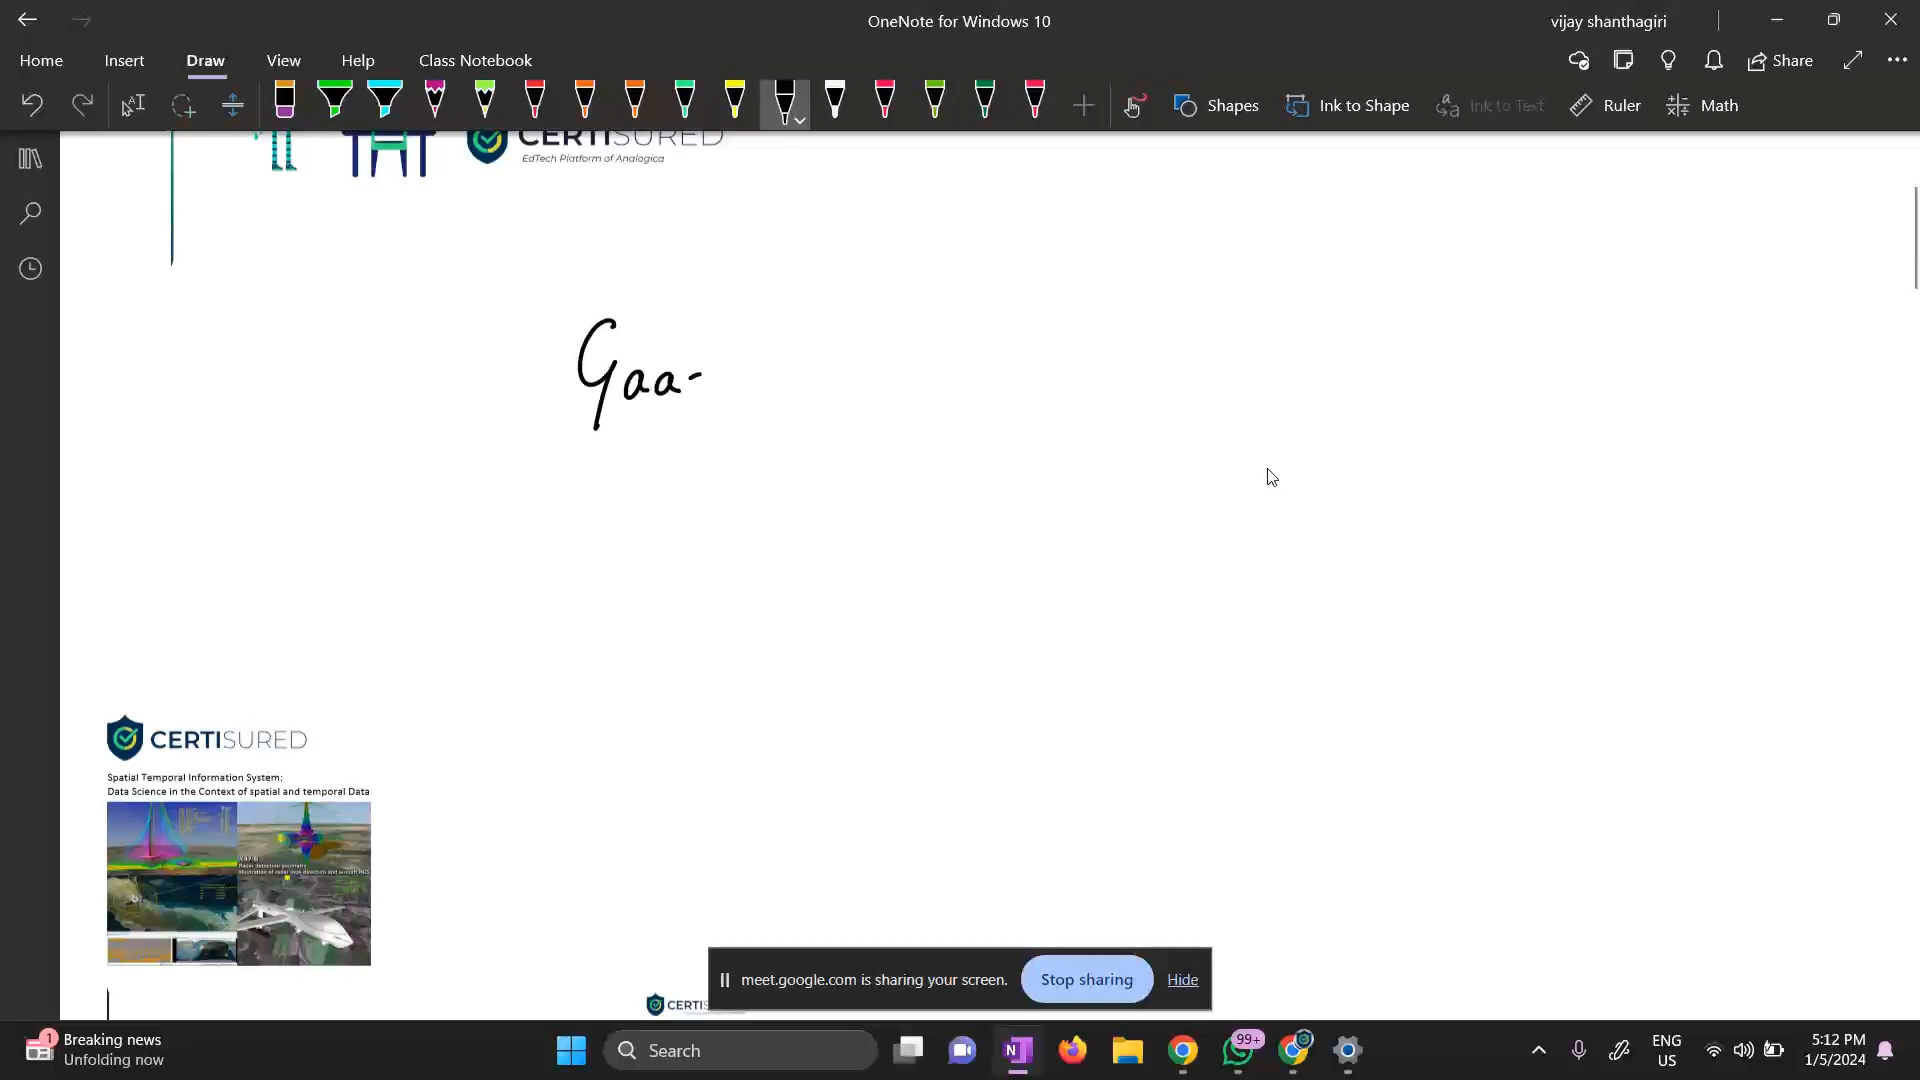 OneNote for Windows 10
vijay shanthagiri
Home Insert Draw View Help Class Notebook
Share
Shapes Ink to Shape Ink to Text Ruler Math
CERTISURED
EdTech Platform of Analogica
Gaa-
CERTISURED
Spatial Temporal Information System:
Data Science in the Context of spatial and temporal Data
meet.google.com is sharing your screen. Stop sharing Hide
Breaking news
Unfolding now
Search
99+
ENG
US
5:12 PM
1/5/2024
1